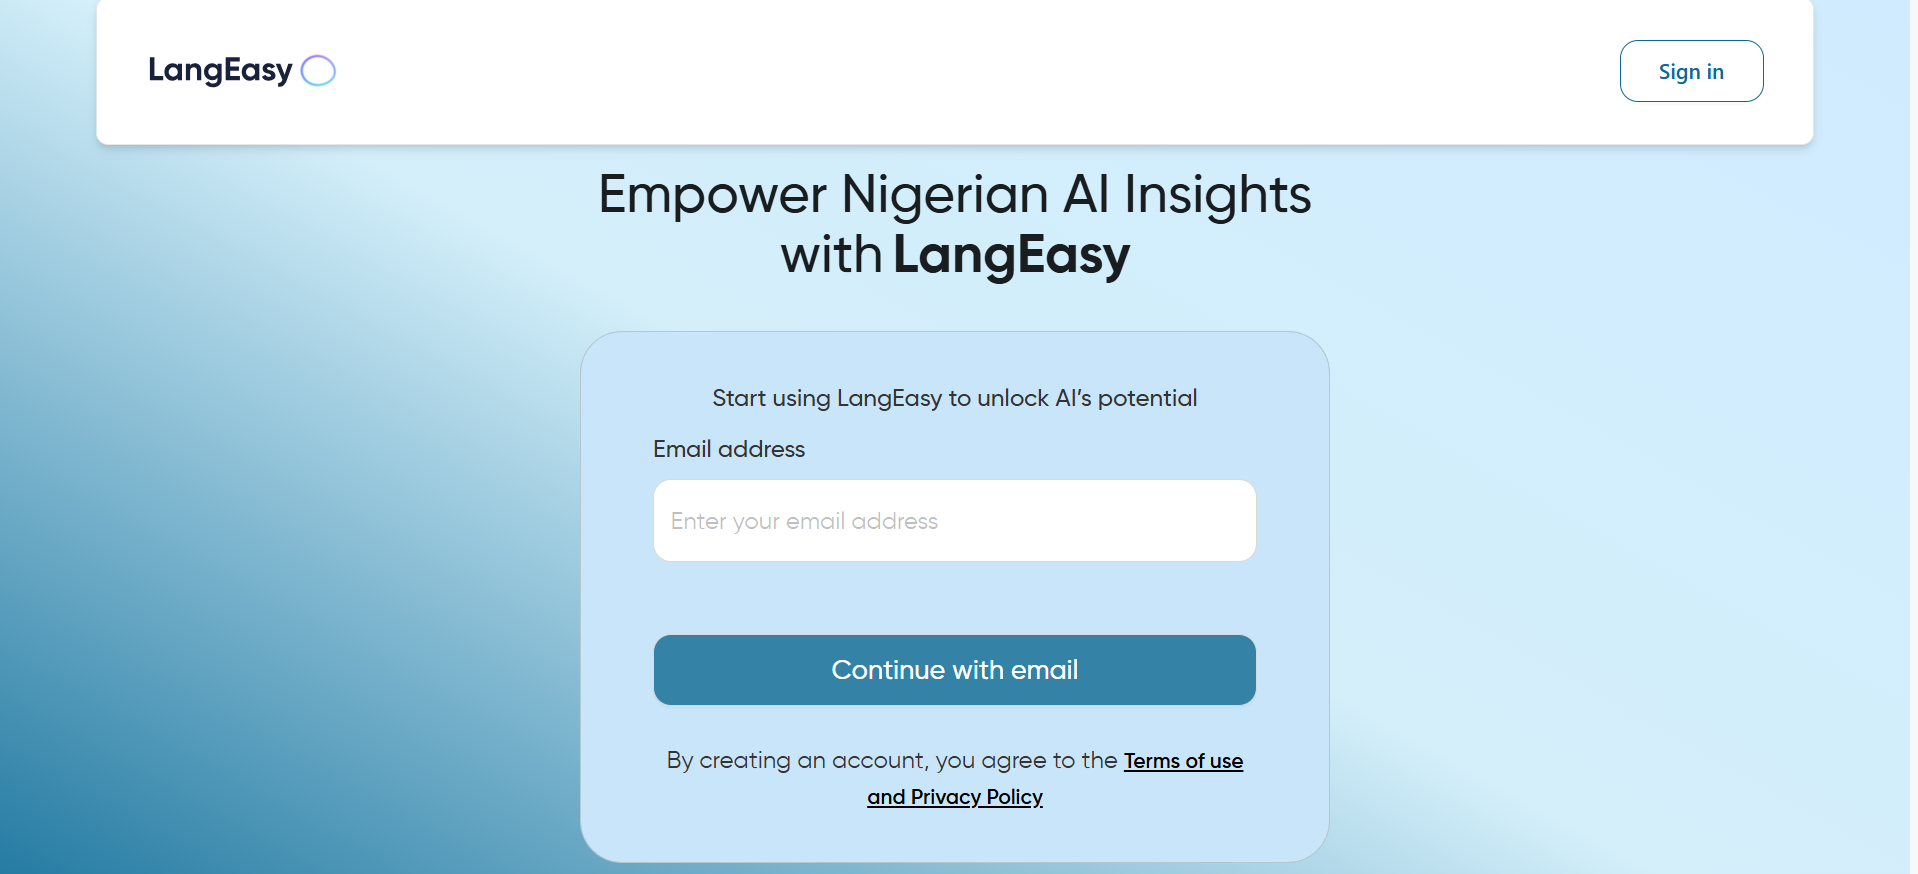 LangEasy
Sign in
Empower Nigerian AI Insights
with LangEasy
Start using LangEasy to unlock AI’s potential
Email address
Enter your email address
Continue with email
By creating an account, you agree to the Terms of use
and Privacy Policy